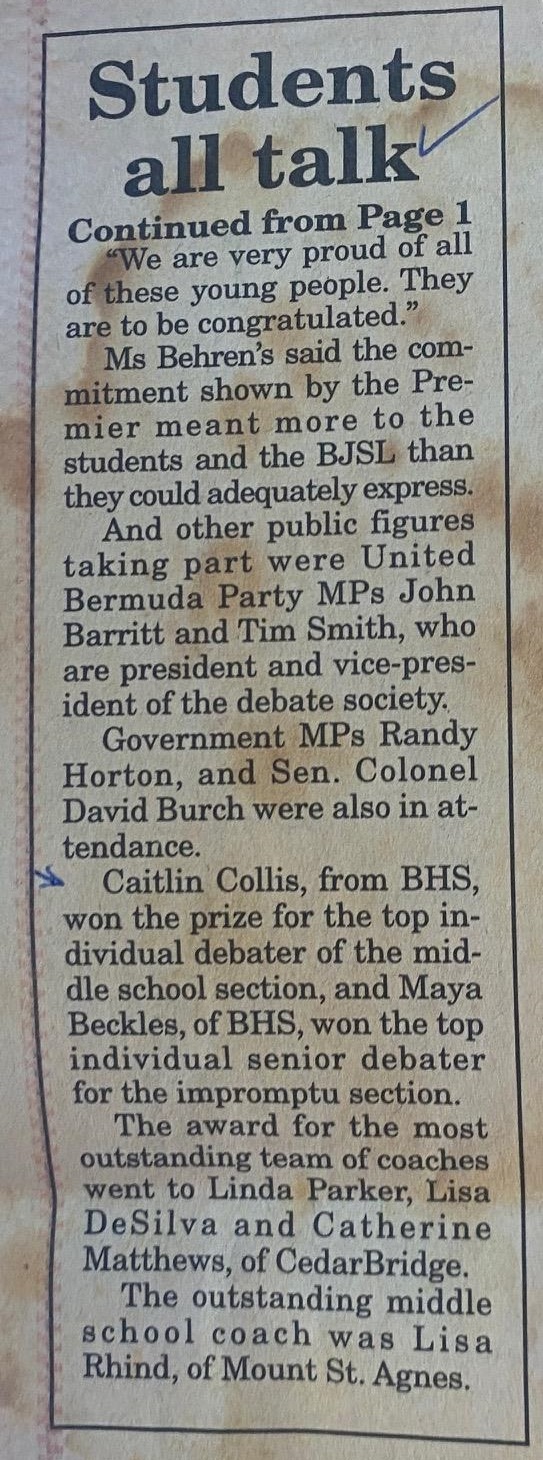 Students
all talk
Continued from Page 1
“We are very proud of all
of these young people. They
are to be congratulated.”
Ms Behren’s said the com-
mitment shown by the Pre-
mier meant more to the
students and the BJSL than
they could adequately express.
And other public figures
taking part were United
Bermuda Party MPs John
Barritt and Tim Smith, who
are president and vice-pres-
ident of the debate society.
Government MPs Randy
Horton, and Sen. Colonel
David Burch were also in at-
tendance.
Caitlin Collis, from BHS,
won the prize for the top in-
dividual debater of the mid-
dle school section, and Maya
Beckles, of BHS, won the top
individual senior debater
for the impromptu section.
The award for the most
outstanding team of coaches
went to Linda Parker, Lisa
DeSilva and Catherine
Matthews, of CedarBridge.
The outstanding middle
school coach was Lisa
Rhind, of Mount St. Agnes.